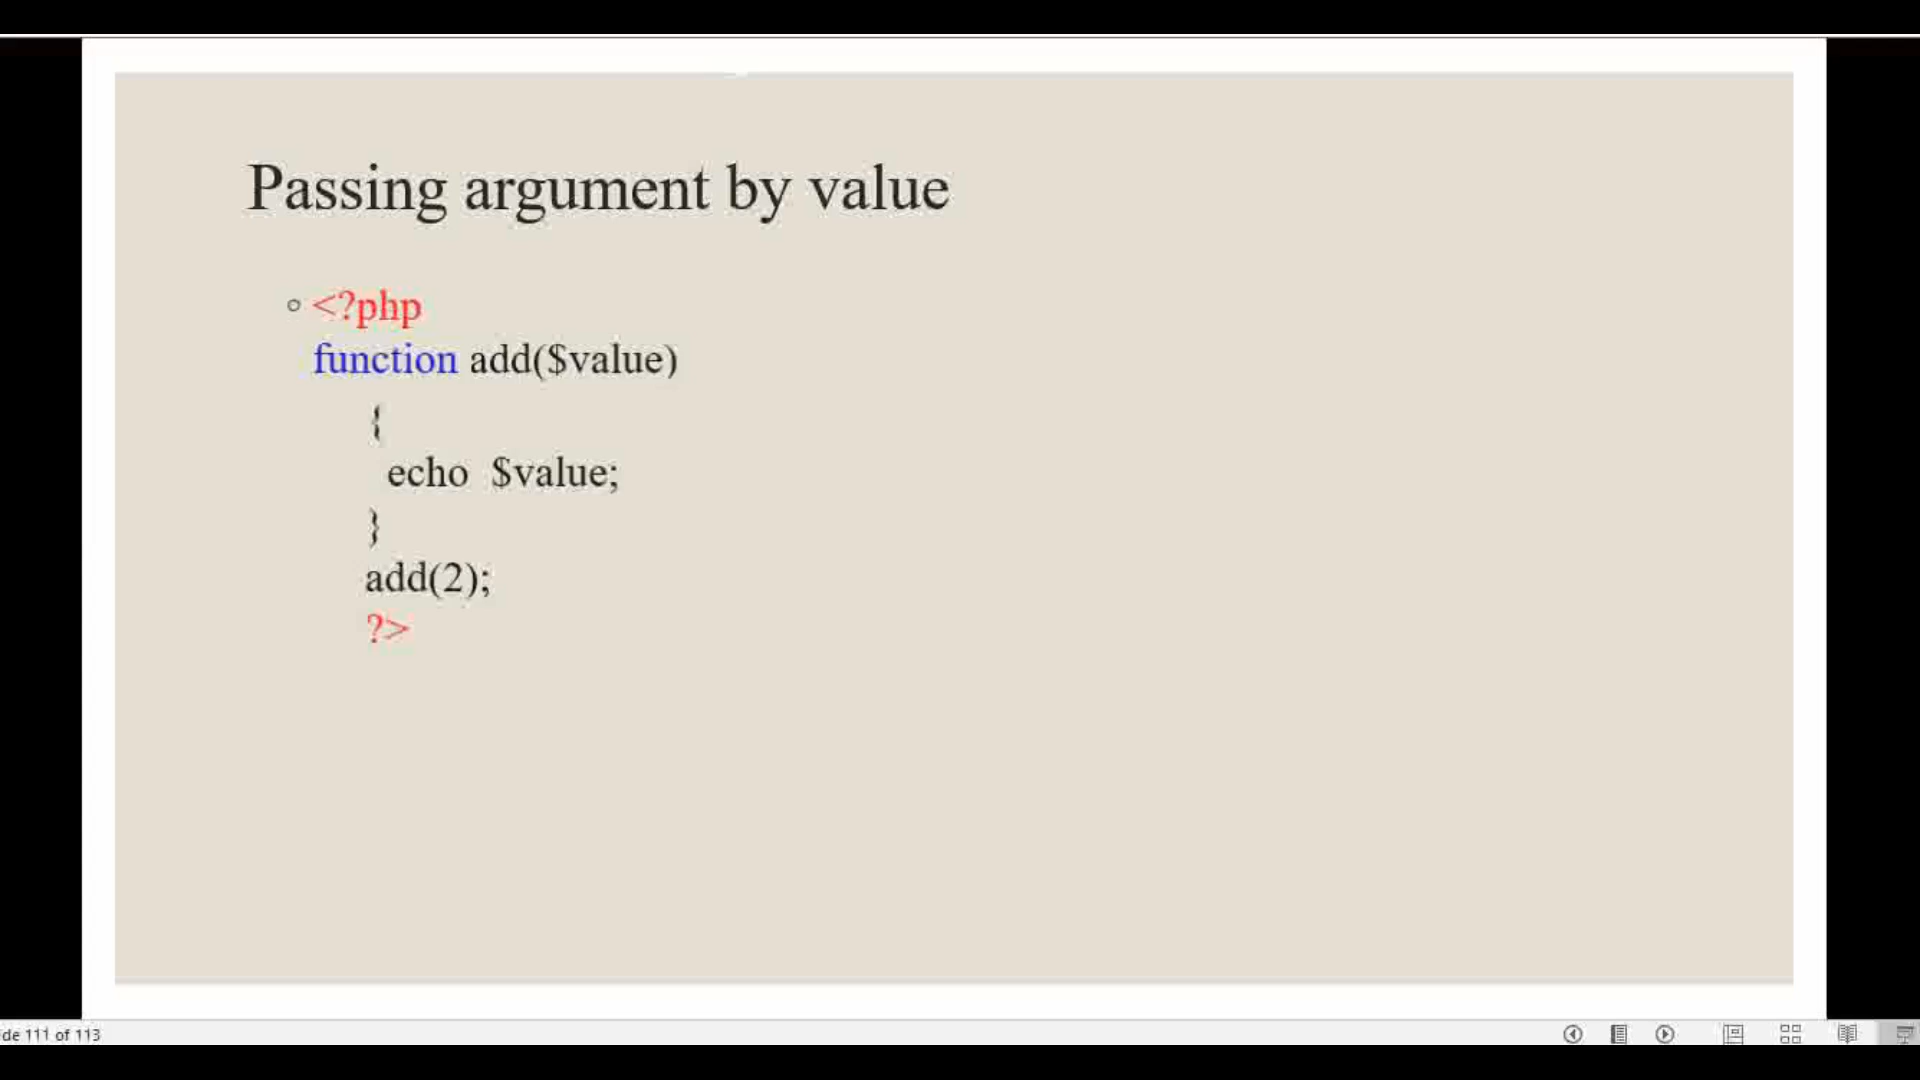 Passing argument by value
<?php
function add($value)
{
echo $value;
}
add(2);
?>
de 111 of 113